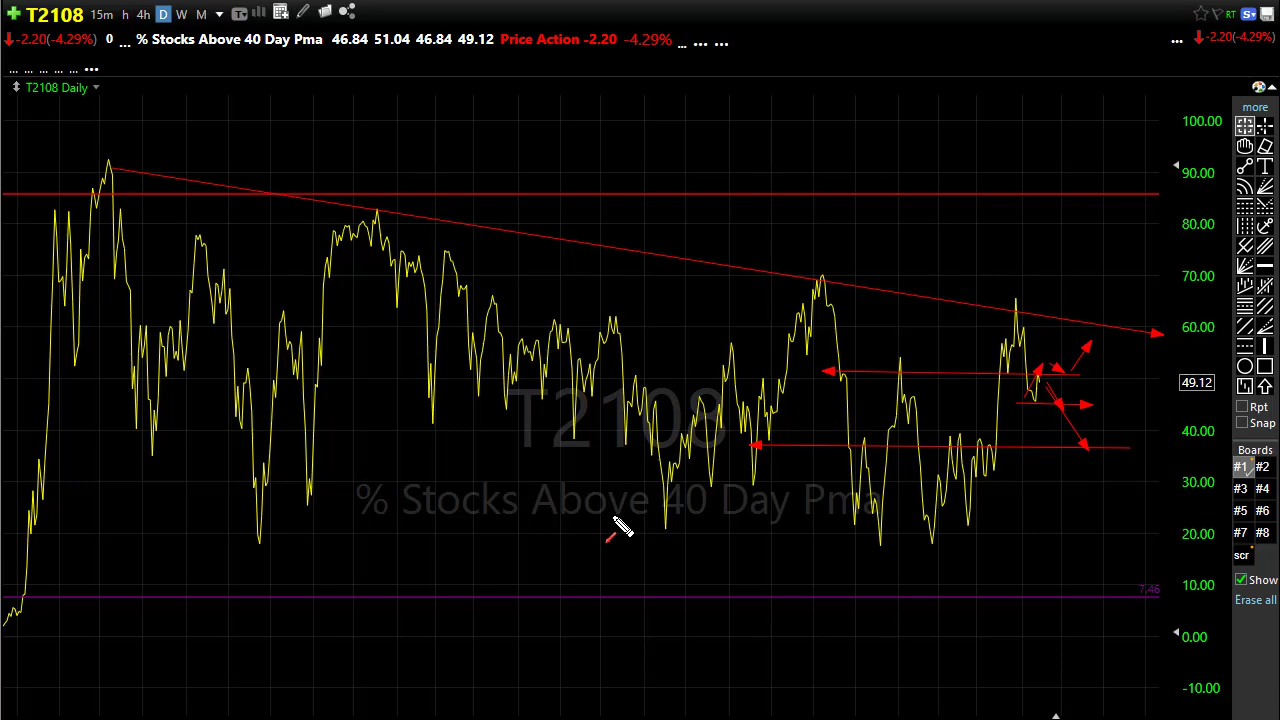 T2108 15m h 4h D W M T RT S
-2.20(-4.29%) 0 ... % Stocks Above 40 Day Pma 46.84 51.04 46.84 49.12 Price Action -2.20 -4.29% ... ... ... ... -2.20(-4.29%)
... ... ... ... ... ...
T2108 Daily
more
100.00
90.00
80.00
70.00
60.00
49.12
40.00
30.00
20.00
10.00
0.00
-10.00
7.46
T2108
% Stocks Above 40 Day Pma
T
Rpt
Snap
Boards
#1 #2
#3 #4
#5 #6
#7 #8
scr
Show
Erase all